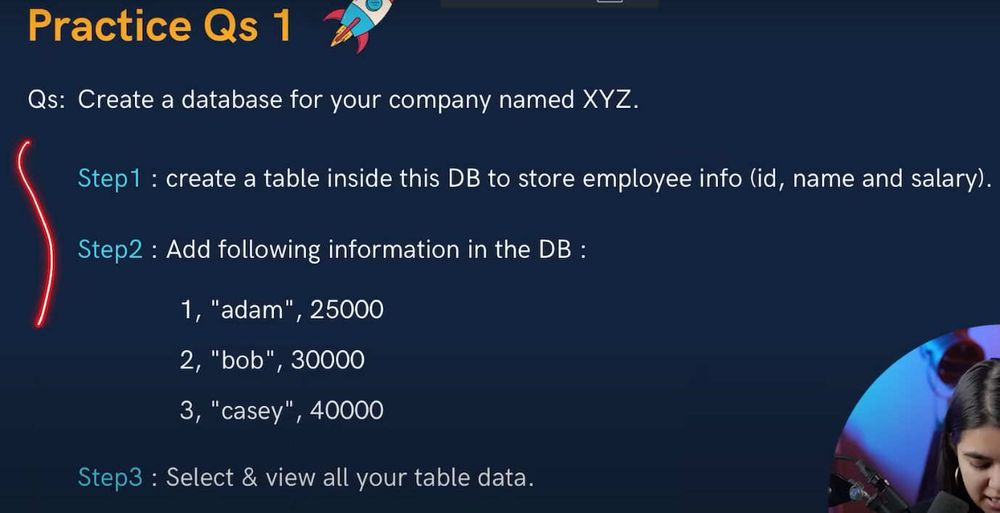 Practice Qs 1
Qs: Create a database for your company named XYZ.
Step1 : create a table inside this DB to store employee info (id, name and salary).
Step2 : Add following information in the DB :
1, "adam", 25000
2, "bob", 30000
3, "casey", 40000
Step3 : Select & view all your table data.